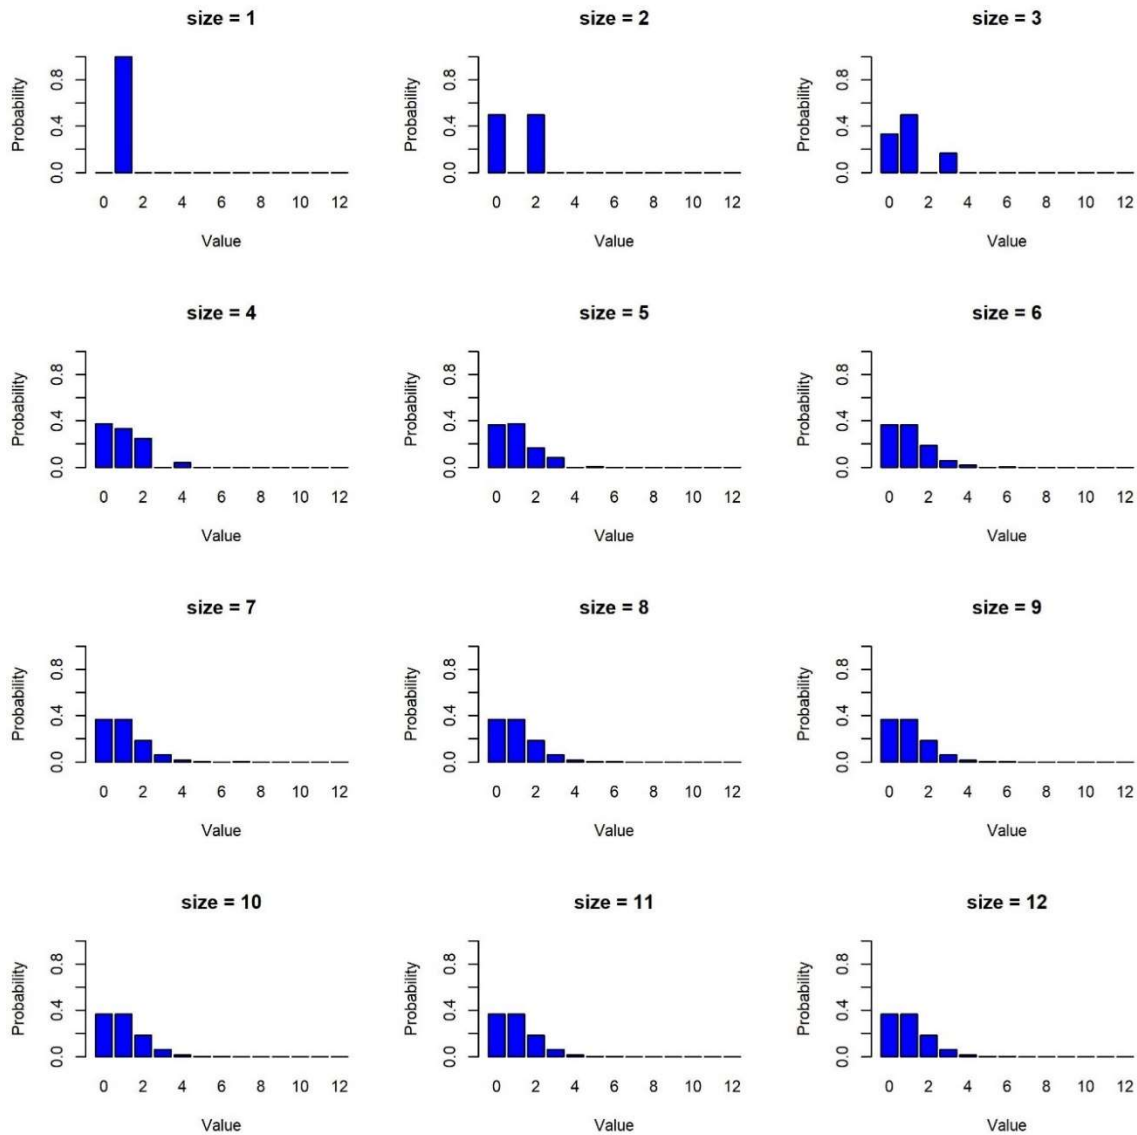 size = 1
Probability
0.0 0.4 0.8
0 2 4 6 8 10 12
Value
size = 2
Probability
0.0 0.4 0.8
0 2 4 6 8 10 12
Value
size = 3
Probability
0.0 0.4 0.8
0 2 4 6 8 10 12
Value
size = 4
Probability
0.0 0.4 0.8
0 2 4 6 8 10 12
Value
size = 5
Probability
0.0 0.4 0.8
0 2 4 6 8 10 12
Value
size = 6
Probability
0.0 0.4 0.8
0 2 4 6 8 10 12
Value
size = 7
Probability
0.0 0.4 0.8
0 2 4 6 8 10 12
Value
size = 8
Probability
0.0 0.4 0.8
0 2 4 6 8 10 12
Value
size = 9
Probability
0.0 0.4 0.8
0 2 4 6 8 10 12
Value
size = 10
Probability
0.0 0.4 0.8
0 2 4 6 8 10 12
Value
size = 11
Probability
0.0 0.4 0.8
0 2 4 6 8 10 12
Value
size = 12
Probability
0.0 0.4 0.8
0 2 4 6 8 10 12
Value